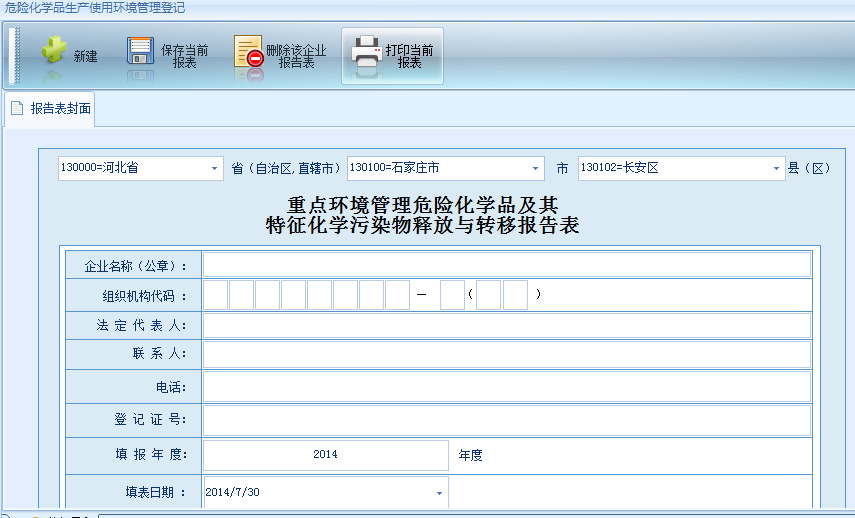 危险化学品生产使用环境管理登记
新建
保存当前
报表
删除该企业
报告表
打印当前
报表
报告表封面
130000=河北省 省（自治区,直辖市） 130100=石家庄市 市 130102=长安区 县（区）
重点环境管理危险化学品及其
特征化学污染物释放与转移报告表
企业名称（公章）：
组织机构代码 ： — （ ）
法 定 代 表 人：
联 系 人：
电话：
登 记 证 号：
填 报 年 度： 2014 年度
填表日期 ： 2014/7/30